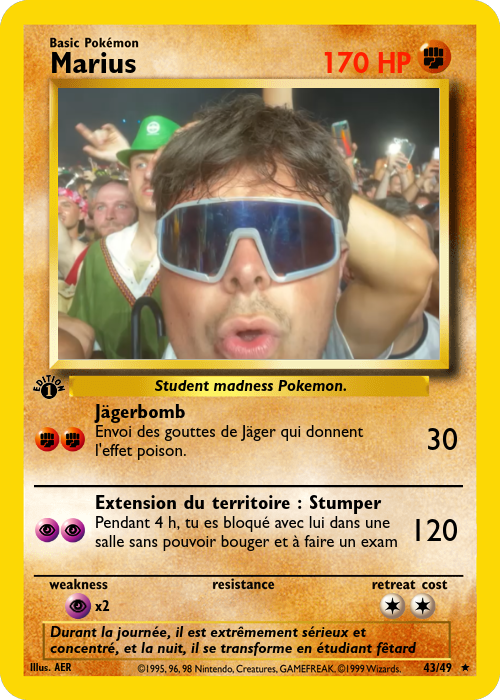 Basic Pokémon
Marius
170 HP
EDITION
1
Student madness Pokemon.
Jägerbomb
Envoi des gouttes de Jäger qui donnent
l'effet poison.
30
Extension du territoire : Stumper
Pendant 4 h, tu es bloqué avec lui dans une
salle sans pouvoir bouger et à faire un exam
120
weakness
resistance
retreat cost
x2
Durant la journée, il est extrêmement sérieux et
concentré, et la nuit, il se transforme en étudiant fêtard
Illus. AER
©1995, 96, 98 Nintendo, Creatures, GAMEFREAK, ©1999 Wizards.
43/49 ★